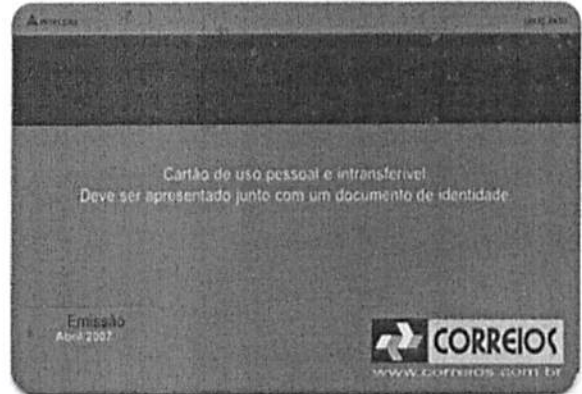 Cartão de uso pessoal e intransferível.
Deve ser apresentado junto com um documento de identidade.
Emissão
Abril 2007
CORREIOS
www.correios.com.br